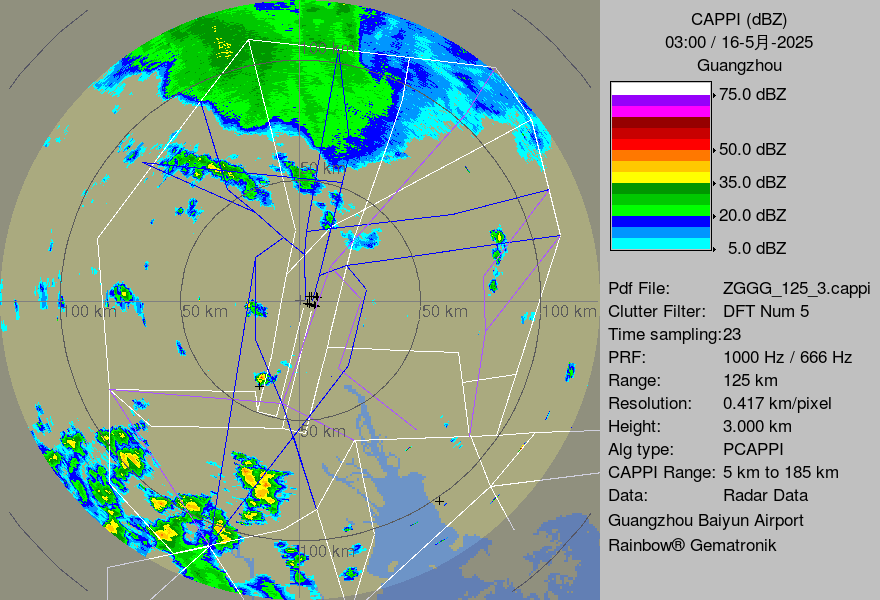 CAPPI (dBZ)
03:00 / 16-5月-2025
Guangzhou
75.0 dBZ
50.0 dBZ
35.0 dBZ
20.0 dBZ
5.0 dBZ
Pdf File: ZGGG_125_3.cappi
Clutter Filter: DFT Num 5
Time sampling:23
PRF: 1000 Hz / 666 Hz
Range: 125 km
Resolution: 0.417 km/pixel
Height: 3.000 km
Alg type: PCAPPI
CAPPI Range: 5 km to 185 km
Data: Radar Data
Guangzhou Baiyun Airport
Rainbow® Gematronik
100 km
50 km
100 km
50 km
50 km
100 km
50 km
100 km